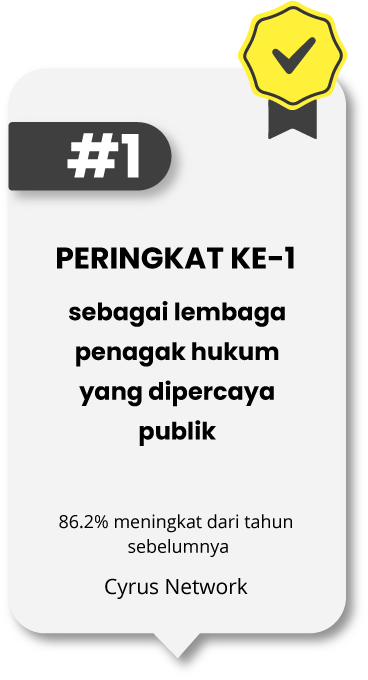 #1
PERINGKAT KE-1
sebagai lembaga
penagak hukum
yang dipercaya
publik
86.2% meningkat dari tahun
sebelumnya
Cyrus Network